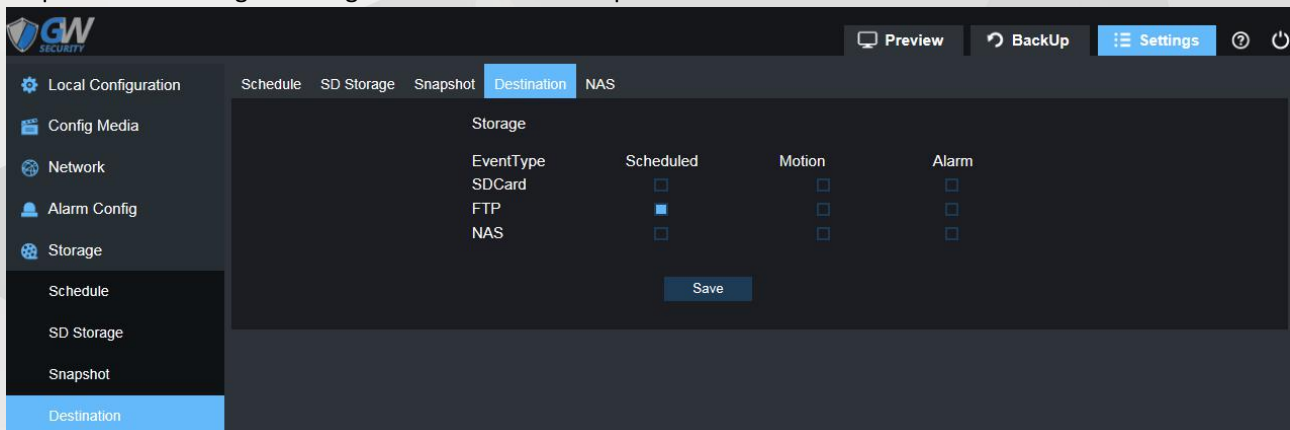 GW
SECURITY
Preview BackUp Settings
Local Configuration
Config Media
Network
Alarm Config
Storage
Schedule
SD Storage
Snapshot
Destination
Schedule SD Storage Snapshot Destination NAS
Storage
EventType Scheduled Motion Alarm
SDCard
FTP
NAS
Save